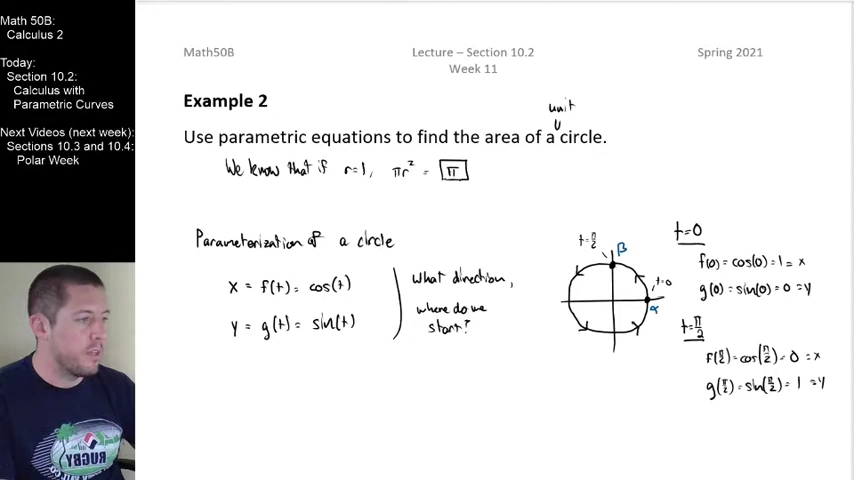 Math 50B:
Calculus 2
Today:
Section 10.2:
Calculus with
Parametric Curves
Next Videos (next week):
Sections 10.3 and 10.4:
Polar Week
Math50B
Lecture – Section 10.2
Spring 2021
Week 11
Example 2
unit
Use parametric equations to find the area of a circle.
We know that if r=1, πr² = π
Parameterization of a circle
x = f(t) = cos(t)
y = g(t) = sin(t)
what direction,
where do we
start?
t=π/2
β
t=0
α
t=0
f(0) = cos(0) = 1 = x
g(0) = sin(0) = 0 = y
t=π/2
f(π/2) = cos(π/2) = 0 = x
g(π/2) = sin(π/2) = 1 = y
RUGBY